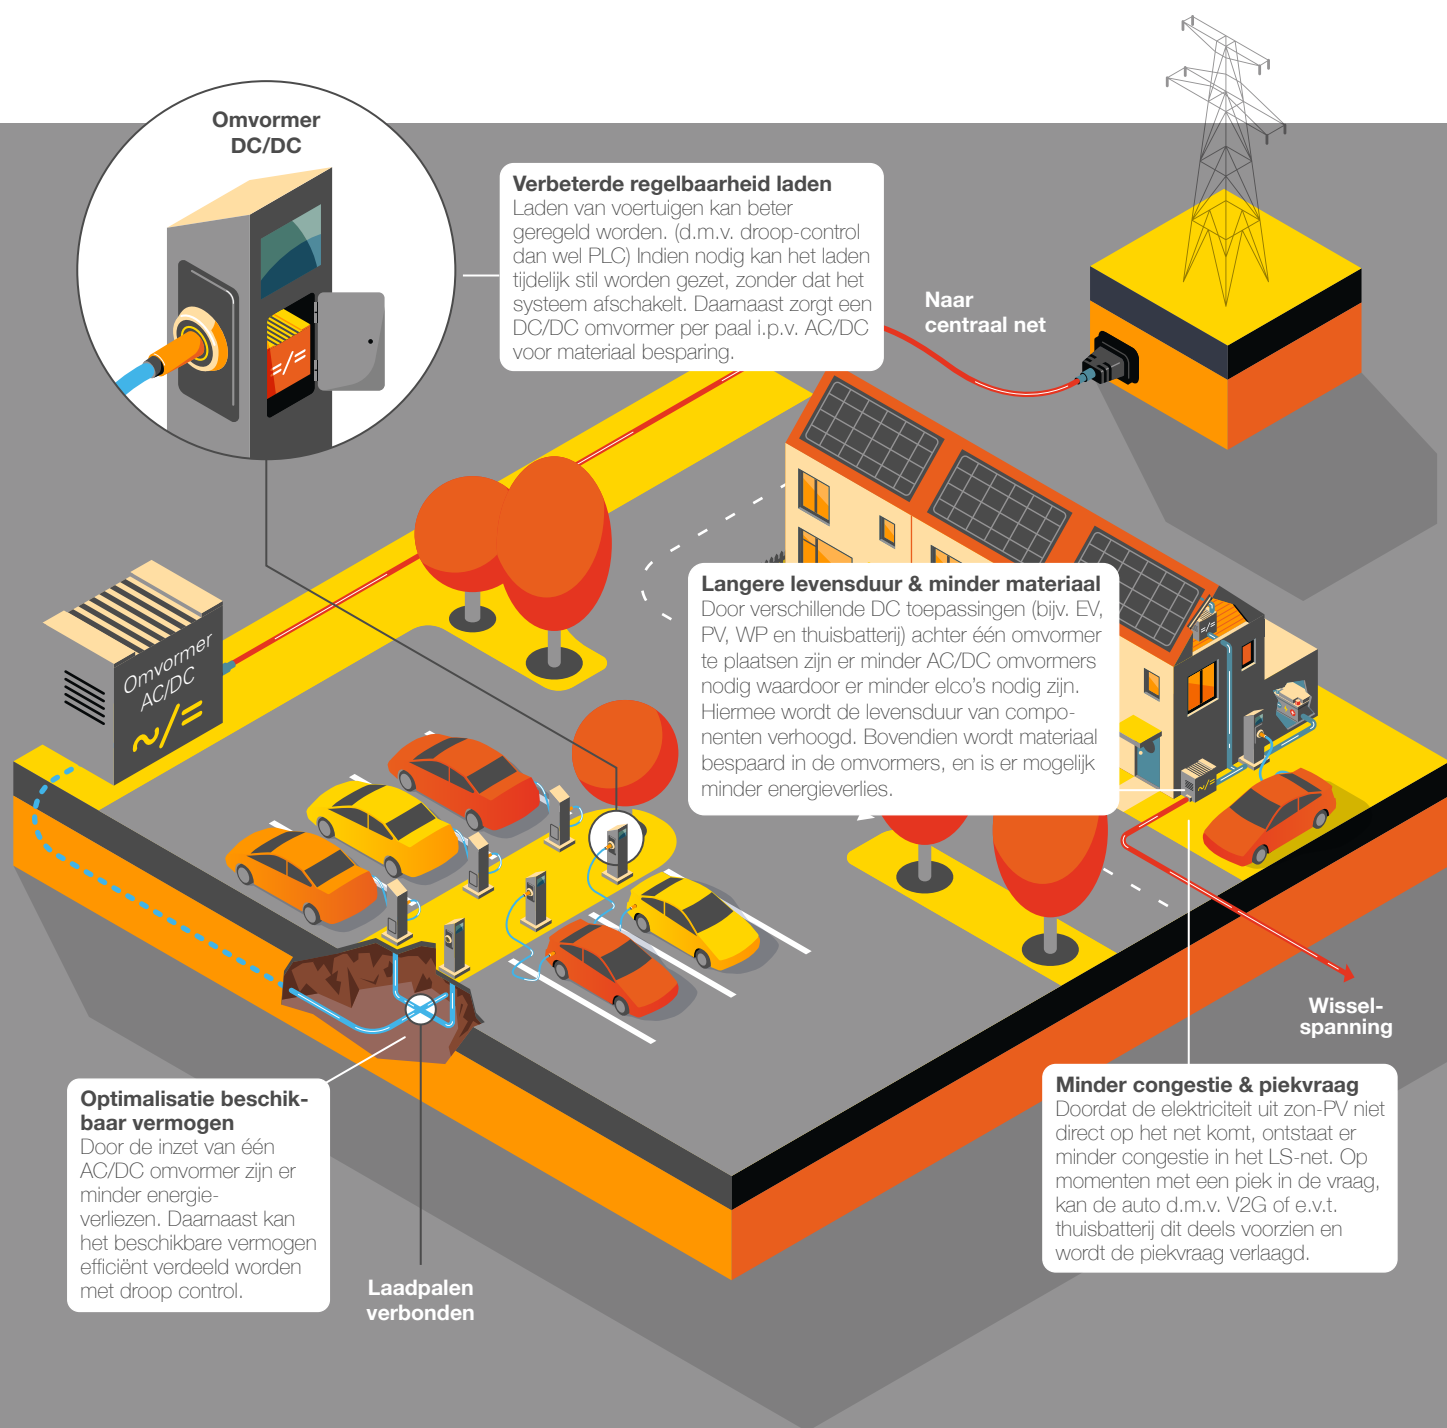 Omvormer
DC/DC
Verbeterde regelbaarheid laden
Laden van voertuigen kan beter
geregeld worden. (d.m.v. droop-control
dan wel PLC) Indien nodig kan het laden
tijdelijk stil worden gezet, zonder dat het
systeem afschakelt. Daarnaast zorgt een
DC/DC omvormer per paal i.p.v. AC/DC
voor materiaal besparing.
Naar
centraal net
=/=
Langere levensduur & minder materiaal
Door verschillende DC toepassingen (bijv. EV,
PV, WP en thuisbatterij) achter één omvormer
te plaatsen zijn er minder AC/DC omvormers
nodig waardoor er minder elco's nodig zijn.
Hiermee wordt de levensduur van compo-
nenten verhoogd. Bovendien wordt materiaal
bespaard in de omvormers, en is er mogelijk
minder energieverlies.
Omvormer
AC/DC
~/=
~/=
Wissel-
spanning
Optimalisatie beschik-
baar vermogen
Door de inzet van één
AC/DC omvormer zijn er
minder energie-
verliezen. Daarnaast kan
het beschikbare vermogen
efficiënt verdeeld worden
met droop control.
Laadpalen
verbonden
Minder congestie & piekvraag
Doordat de elektriciteit uit zon-PV niet
direct op het net komt, ontstaat er
minder congestie in het LS-net. Op
momenten met een piek in de vraag,
kan de auto d.m.v. V2G of e.v.t.
thuisbatterij dit deels voorzien en
wordt de piekvraag verlaagd.